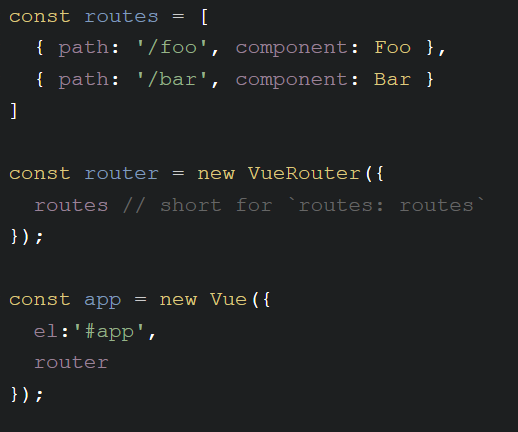 const routes = [
{ path: '/foo', component: Foo },
{ path: '/bar', component: Bar }
]
const router = new VueRouter({
routes // short for `routes: routes`
});
const app = new Vue({
el:'#app',
router
});